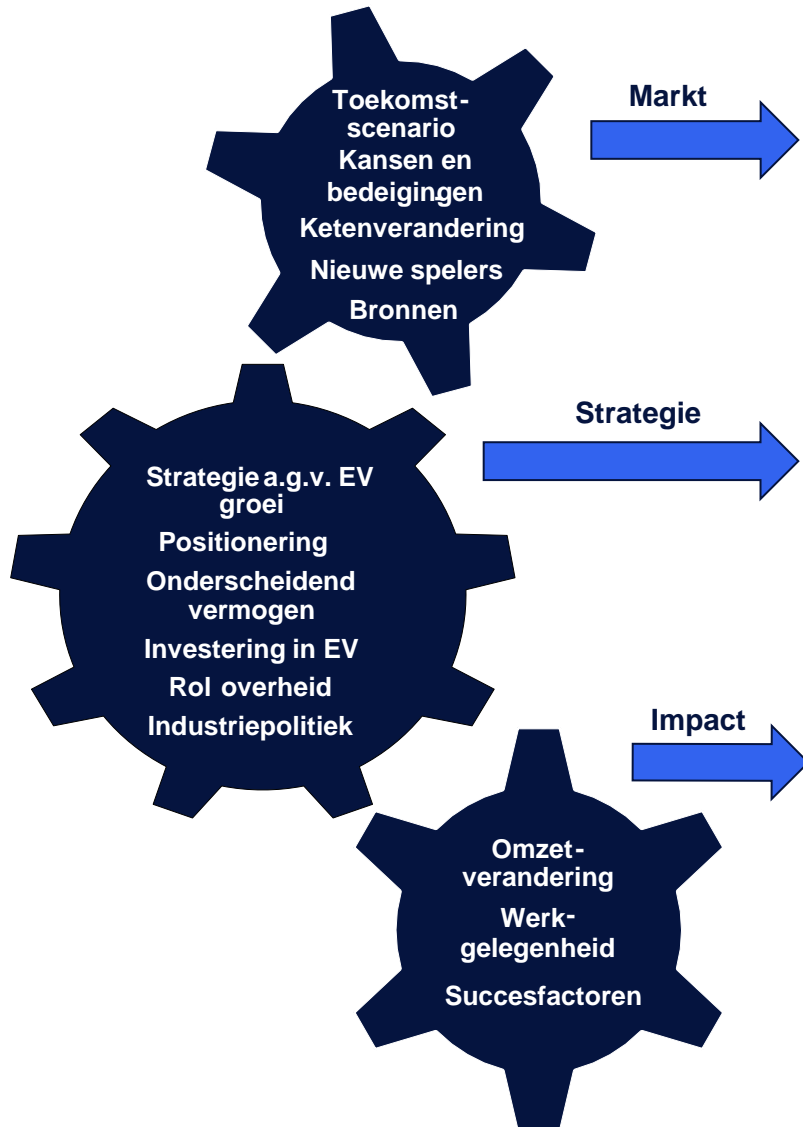 Toekomst-
scenario
Kansen en
bedeigingen
Ketenverandering
Nieuwe spelers
Bronnen
Markt
Strategie a.g.v. EV
groei
Positionering
Onderscheidend
vermogen
Investering in EV
Rol overheid
Industriepolitiek
Strategie
Omzet-
verandering
Werk-
gelegenheid
Succesfactoren
Impact